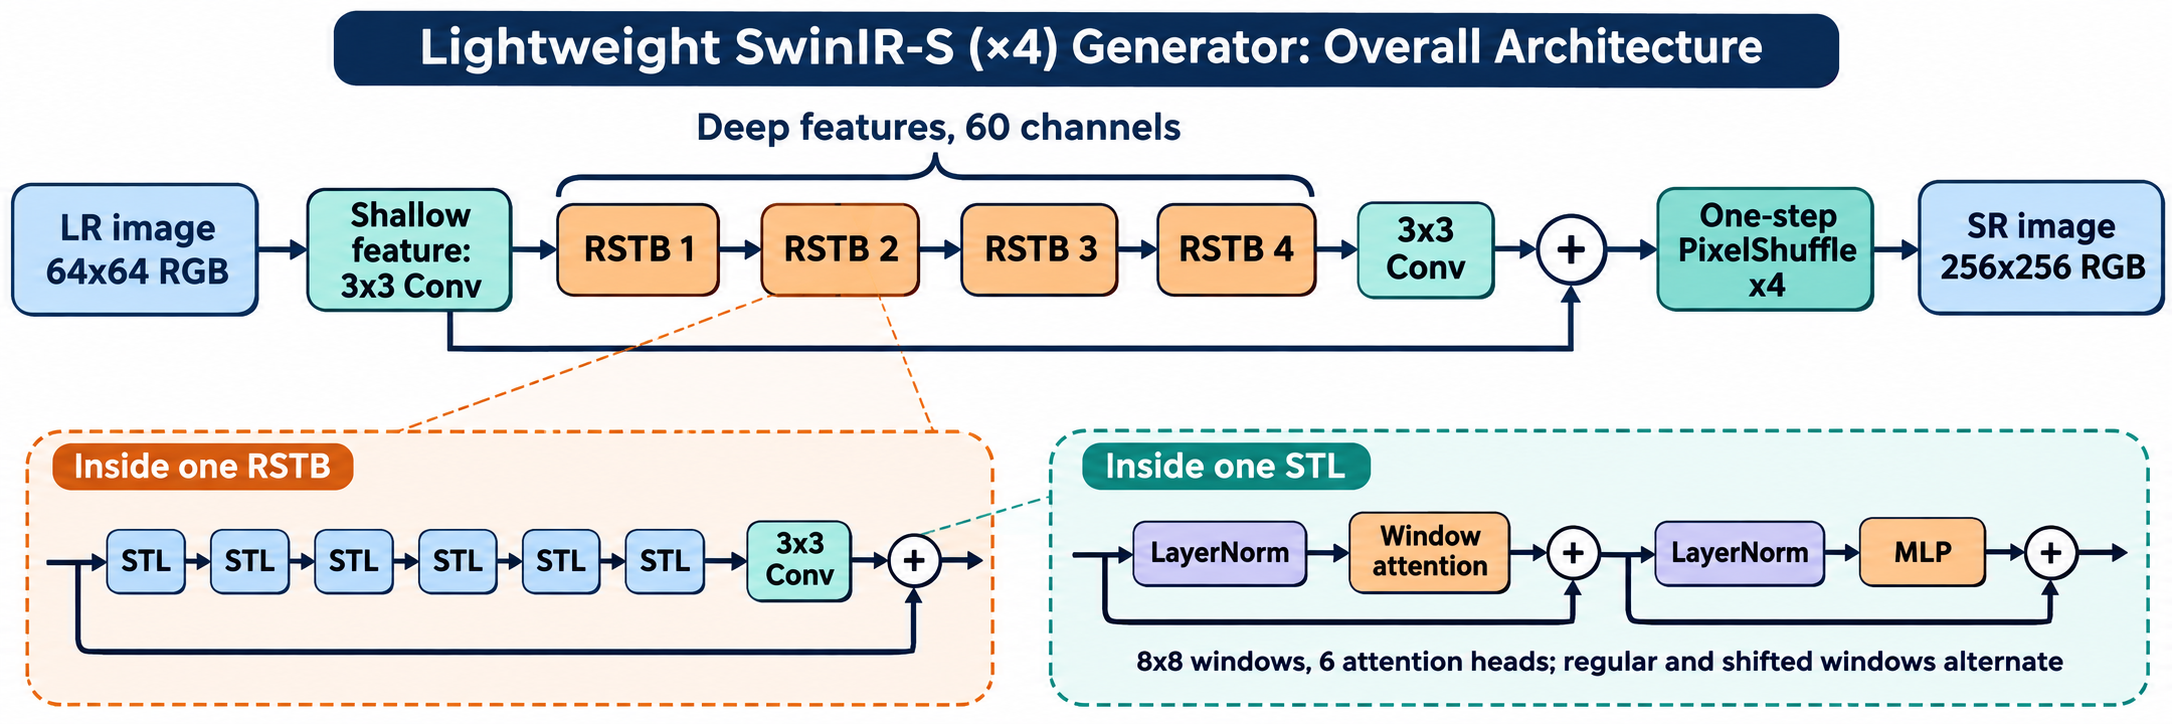 Lightweight SwinIR-S (×4) Generator: Overall Architecture
Deep features, 60 channels
LR image
64x64 RGB
Shallow
feature:
3x3 Conv
RSTB 1
RSTB 2
RSTB 3
RSTB 4
3x3
Conv
+
One-step
PixelShuffle
x4
SR image
256x256 RGB
Inside one RSTB
STL
STL
STL
STL
STL
STL
3x3
Conv
+
Inside one STL
LayerNorm
Window
attention
+
LayerNorm
MLP
+
8x8 windows, 6 attention heads; regular and shifted windows alternate